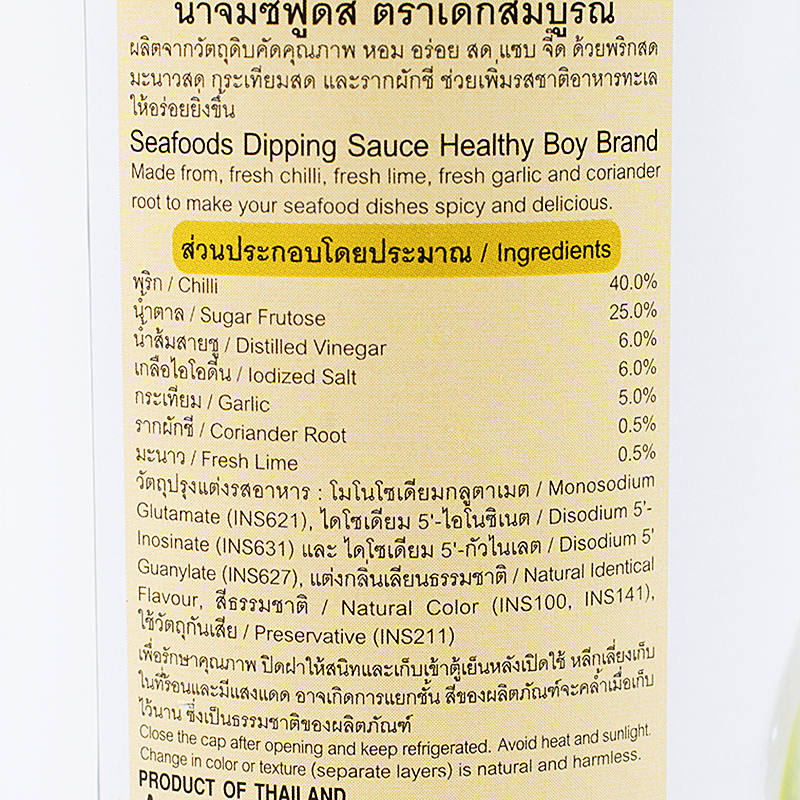 น้ำจิ้มซีฟู้ดส์ ตราเด็กสมบูรณ์
ผลิตจากวัตถุดิบคัดคุณภาพ หอม อร่อย สด แซบ จี๊ด ด้วยพริกสด
มะนาวสด กระเทียมสด และรากผักชี ช่วยเพิ่มรสชาติอาหารทะเล
ให้อร่อยยิ่งขึ้น
Seafoods Dipping Sauce Healthy Boy Brand
Made from, fresh chilli, fresh lime, fresh garlic and coriander
root to make your seafood dishes spicy and delicious.
ส่วนประกอบโดยประมาณ / Ingredients
พริก / Chilli 40.0%
น้ำตาล / Sugar Frutose 25.0%
น้ำส้มสายชู / Distilled Vinegar 6.0%
เกลือไอโอดีน / Iodized Salt 6.0%
กระเทียม / Garlic 5.0%
รากผักชี / Coriander Root 0.5%
มะนาว / Fresh Lime 0.5%
วัตถุปรุงแต่งรสอาหาร : โมโนโซเดียมกลูตาเมต / Monosodium
Glutamate (INS621), ไดโซเดียม 5'-ไอโนซิเนต / Disodium 5'-
Inosinate (INS631) และ ไดโซเดียม 5'-กัวไนเลต / Disodium 5'
Guanylate (INS627), แต่งกลิ่นเลียนธรรมชาติ / Natural Identical
Flavour, สีธรรมชาติ / Natural Color (INS100, INS141),
ใช้วัตถุกันเสีย / Preservative (INS211)
เพื่อรักษาคุณภาพ ปิดฝาให้สนิทและเก็บเข้าตู้เย็นหลังเปิดใช้ หลีกเลี่ยงเก็บ
ในที่ร้อนและมีแสงแดด อาจเกิดการแยกชั้น สีของผลิตภัณฑ์จะคล้ำเมื่อเก็บ
ไว้นาน ซึ่งเป็นธรรมชาติของผลิตภัณฑ์
Close the cap after opening and keep refrigerated. Avoid heat and sunlight.
Change in color or texture (separate layers) is natural and harmless.
PRODUCT OF THAILAND